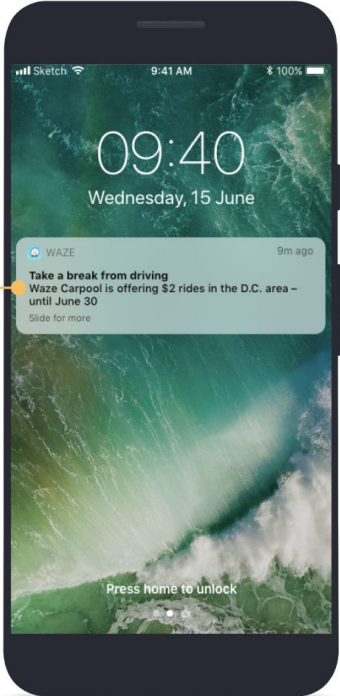 Sketch 9:41 AM 100%
09:40
Wednesday, 15 June
WAZE 9m ago
Take a break from driving
Waze Carpool is offering $2 rides in the D.C. area –
until June 30
Slide for more
Press home to unlock